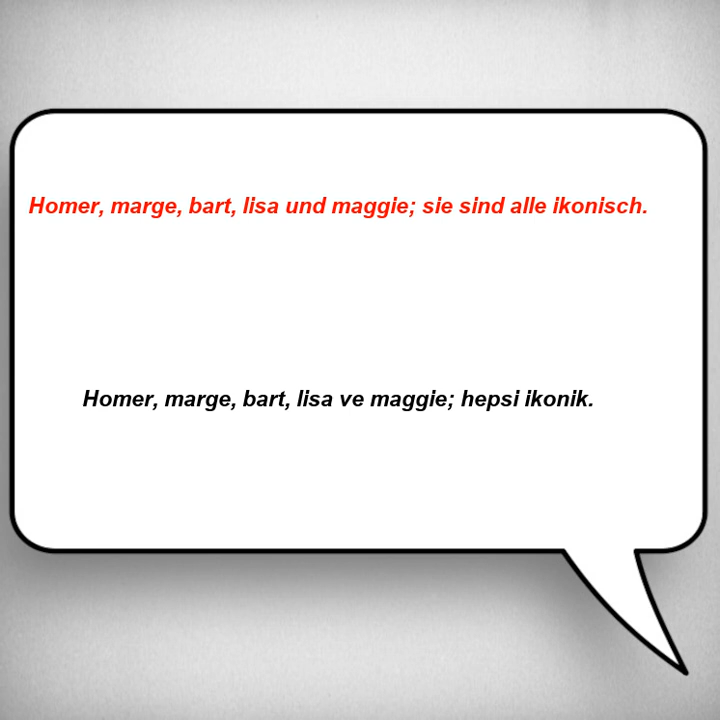 Homer, marge, bart, lisa und maggie; sie sind alle ikonisch.
Homer, marge, bart, lisa ve maggie; hepsi ikonik.